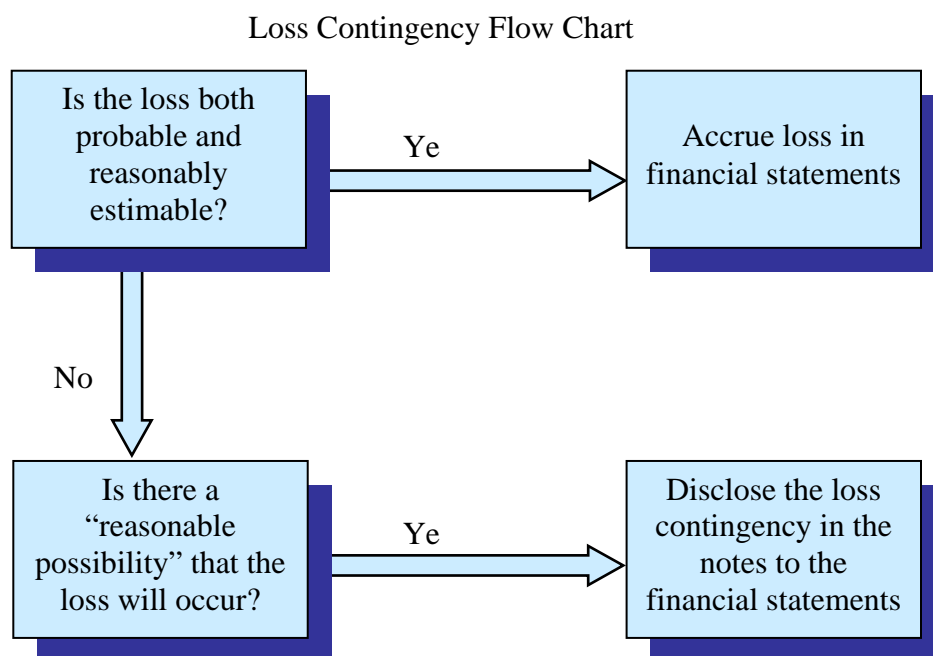 Loss Contingency Flow Chart
Is the loss both
probable and
reasonably
estimable?
Ye
Accrue loss in
financial statements
No
Is there a
“reasonable
possibility” that the
loss will occur?
Ye
Disclose the loss
contingency in the
notes to the
financial statements